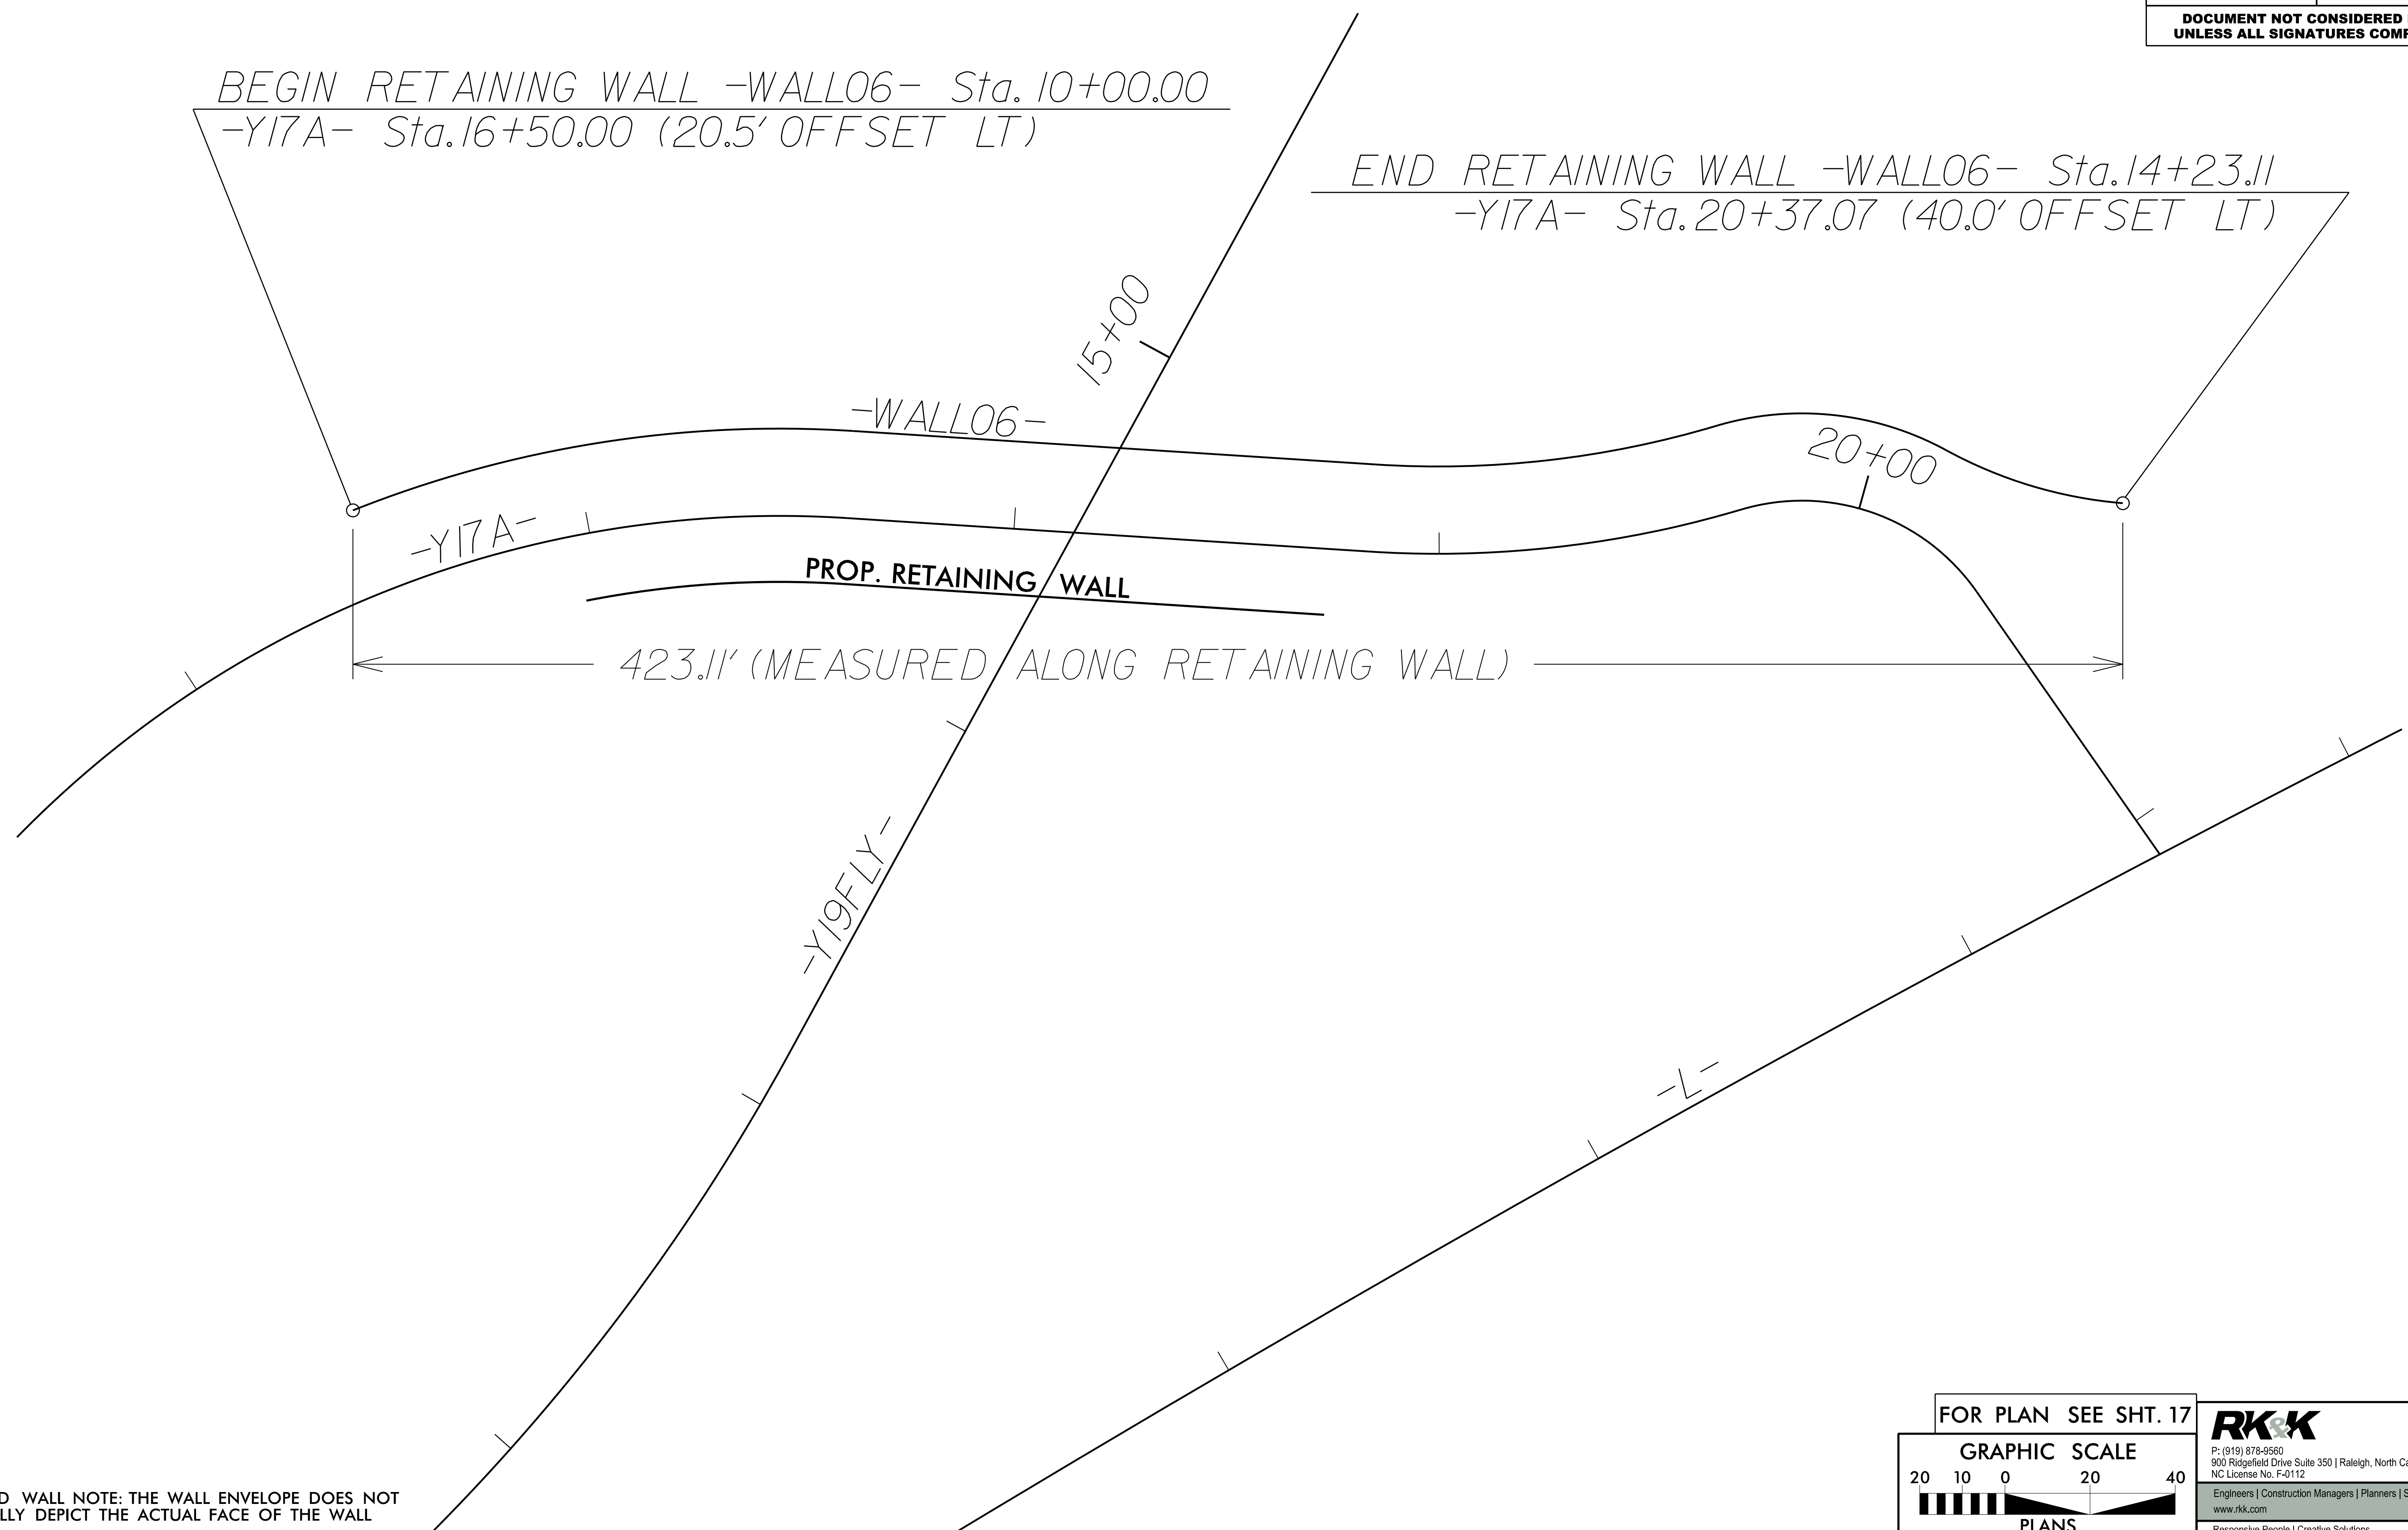 DOCUMENT NOT CONSIDERED
UNLESS ALL SIGNATURES
BEGIN RETAINING WALL -WALL06- Sta. 10+00.00
-Y17A- Sta. 16+50.00 (20.5' OFFSET LT)
END RETAINING WALL -WALL06- Sta. 14+23.11
-Y17A- Sta. 20+37.07 (40.0' OFFSET LT)
15+00
-WALL06-
20+00
-Y17A-
PROP. RETAINING WALL
423.11' (MEASURED ALONG RETAINING WALL)
-Y19FLY-
-L-
FOR PLAN SEE SHT. 17
GRAPHIC SCALE
20 10 0 20 40
PLANS
RK&K
P: (919) 878-9560
900 Ridgefield Drive Suite 350 | Raleigh, North
NC License No. F-0112
Engineers | Construction Managers | Planners |
www.rkk.com
Responsive People | Creative Solutions
WALL NOTE: THE WALL ENVELOPE DOES NOT
DEPICT THE ACTUAL FACE OF THE WALL